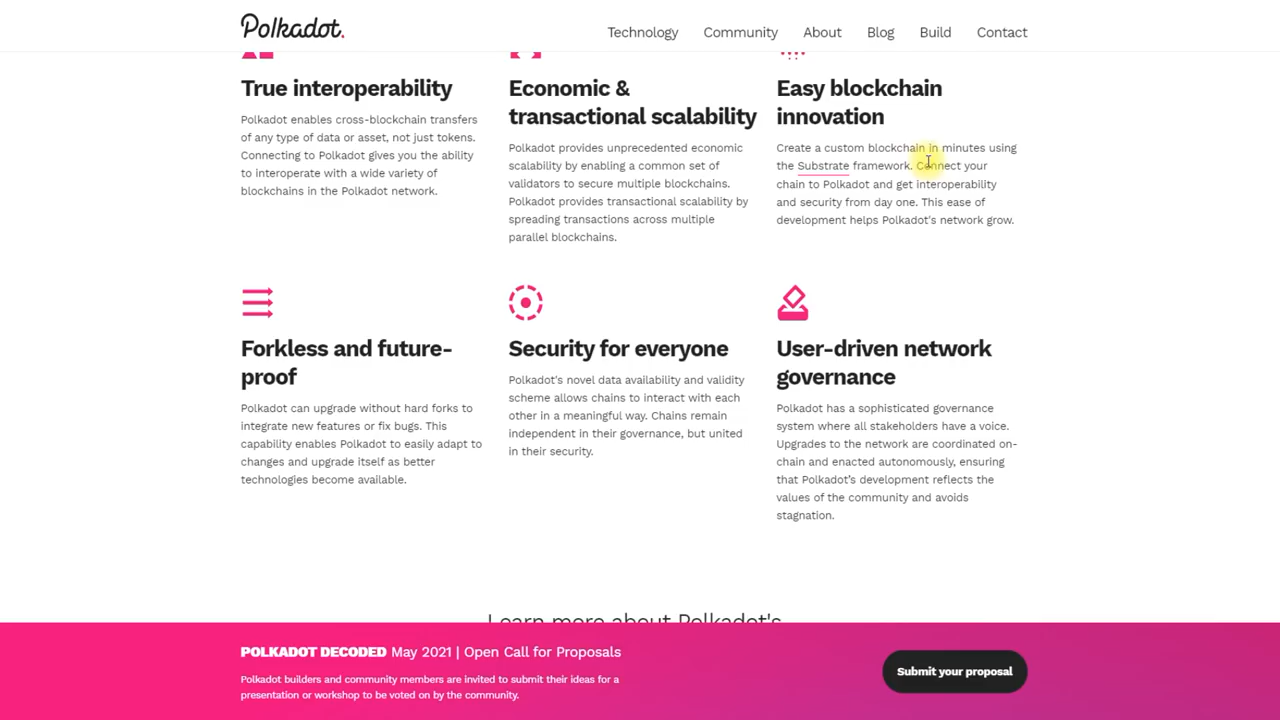 Polkadot.
Technology
Community
About
Blog
Build
Contact
True interoperability
Polkadot enables cross-blockchain transfers
of any type of data or asset, not just tokens.
Connecting to Polkadot gives you the ability
to interoperate with a wide variety of
blockchains in the Polkadot network.
Economic &
transactional scalability
Polkadot provides unprecedented economic
scalability by enabling a common set of
validators to secure multiple blockchains.
Polkadot provides transactional scalability by
spreading transactions across multiple
parallel blockchains.
Easy blockchain
innovation
Create a custom blockchain in minutes using
the Substrate framework. Connect your
chain to Polkadot and get interoperability
and security from day one. This ease of
development helps Polkadot's network grow.
Forkless and future-
proof
Polkadot can upgrade without hard forks to
integrate new features or fix bugs. This
capability enables Polkadot to easily adapt to
changes and upgrade itself as better
technologies become available.
Security for everyone
Polkadot's novel data availability and validity
scheme allows chains to interact with each
other in a meaningful way. Chains remain
independent in their governance, but united
in their security.
User-driven network
governance
Polkadot has a sophisticated governance
system where all stakeholders have a voice.
Upgrades to the network are coordinated on-
chain and enacted autonomously, ensuring
that Polkadot's development reflects the
values of the community and avoids
stagnation.
Learn more about Polkadot's
POLKADOT DECODED May 2021 | Open Call for Proposals
Polkadot builders and community members are invited to submit their ideas for a
presentation or workshop to be voted on by the community.
Submit your proposal